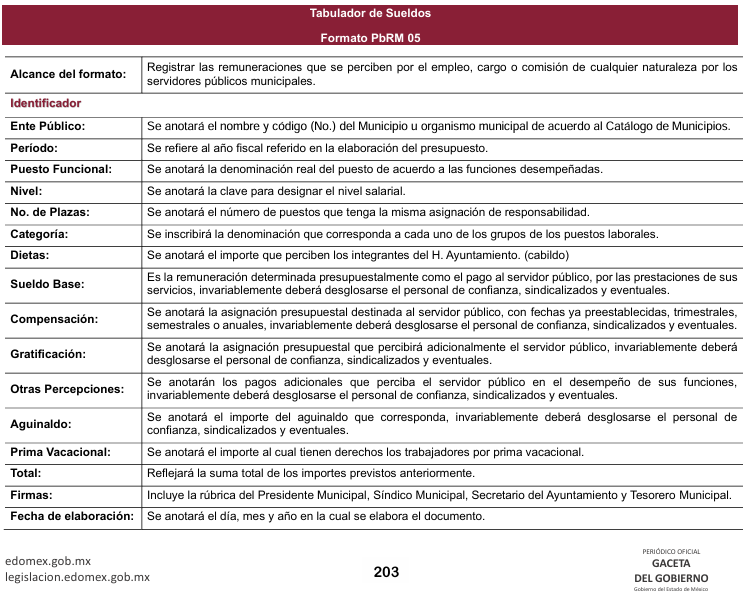 Tabulador de Sueldos
Formato PbRM 05
Alcance del formato: Registrar las remuneraciones que se perciben por el empleo, cargo o comisión de cualquier naturaleza por los
servidores públicos municipales.
Identificador
Ente Público: Se anotará el nombre y código (No.) del Municipio u organismo municipal de acuerdo al Catálogo de Municipios.
Período: Se refiere al año fiscal referido en la elaboración del presupuesto.
Puesto Funcional: Se anotará la denominación real del puesto de acuerdo a las funciones desempeñadas.
Nivel: Se anotará la clave para designar el nivel salarial.
No. de Plazas: Se anotará el número de puestos que tenga la misma asignación de responsabilidad.
Categoría: Se inscribirá la denominación que corresponda a cada uno de los grupos de los puestos laborales.
Dietas: Se anotará el importe que perciben los integrantes del H. Ayuntamiento. (cabildo)
Sueldo Base: Es la remuneración determinada presupuestalmente como el pago al servidor público, por las prestaciones de sus
servicios, invariablemente deberá desglosarse el personal de confianza, sindicalizados y eventuales.
Compensación: Se anotará la asignación presupuestal destinada al servidor público, con fechas ya preestablecidas, trimestrales,
semestrales o anuales, invariablemente deberá desglosarse el personal de confianza, sindicalizados y eventuales.
Gratificación: Se anotará la asignación presupuestal que percibirá adicionalmente el servidor público, invariablemente deberá
desglosarse el personal de confianza, sindicalizados y eventuales.
Otras Percepciones: Se anotarán los pagos adicionales que perciba el servidor público en el desempeño de sus funciones,
invariablemente deberá desglosarse el personal de confianza, sindicalizados y eventuales.
Aguinaldo: Se anotará el importe del aguinaldo que corresponda, invariablemente deberá desglosarse el personal de
confianza, sindicalizados y eventuales.
Prima Vacacional: Se anotará el importe al cual tienen derechos los trabajadores por prima vacacional.
Total: Reflejará la suma total de los importes previstos anteriormente.
Firmas: Incluye la rúbrica del Presidente Municipal, Síndico Municipal, Secretario del Ayuntamiento y Tesorero Municipal.
Fecha de elaboración: Se anotará el día, mes y año en la cual se elabora el documento.
edomex.gob.mx
legislacion.edomex.gob.mx
203
PERIÓDICO OFICIAL
GACETA
DEL GOBIERNO
Gobierno del Estado de México